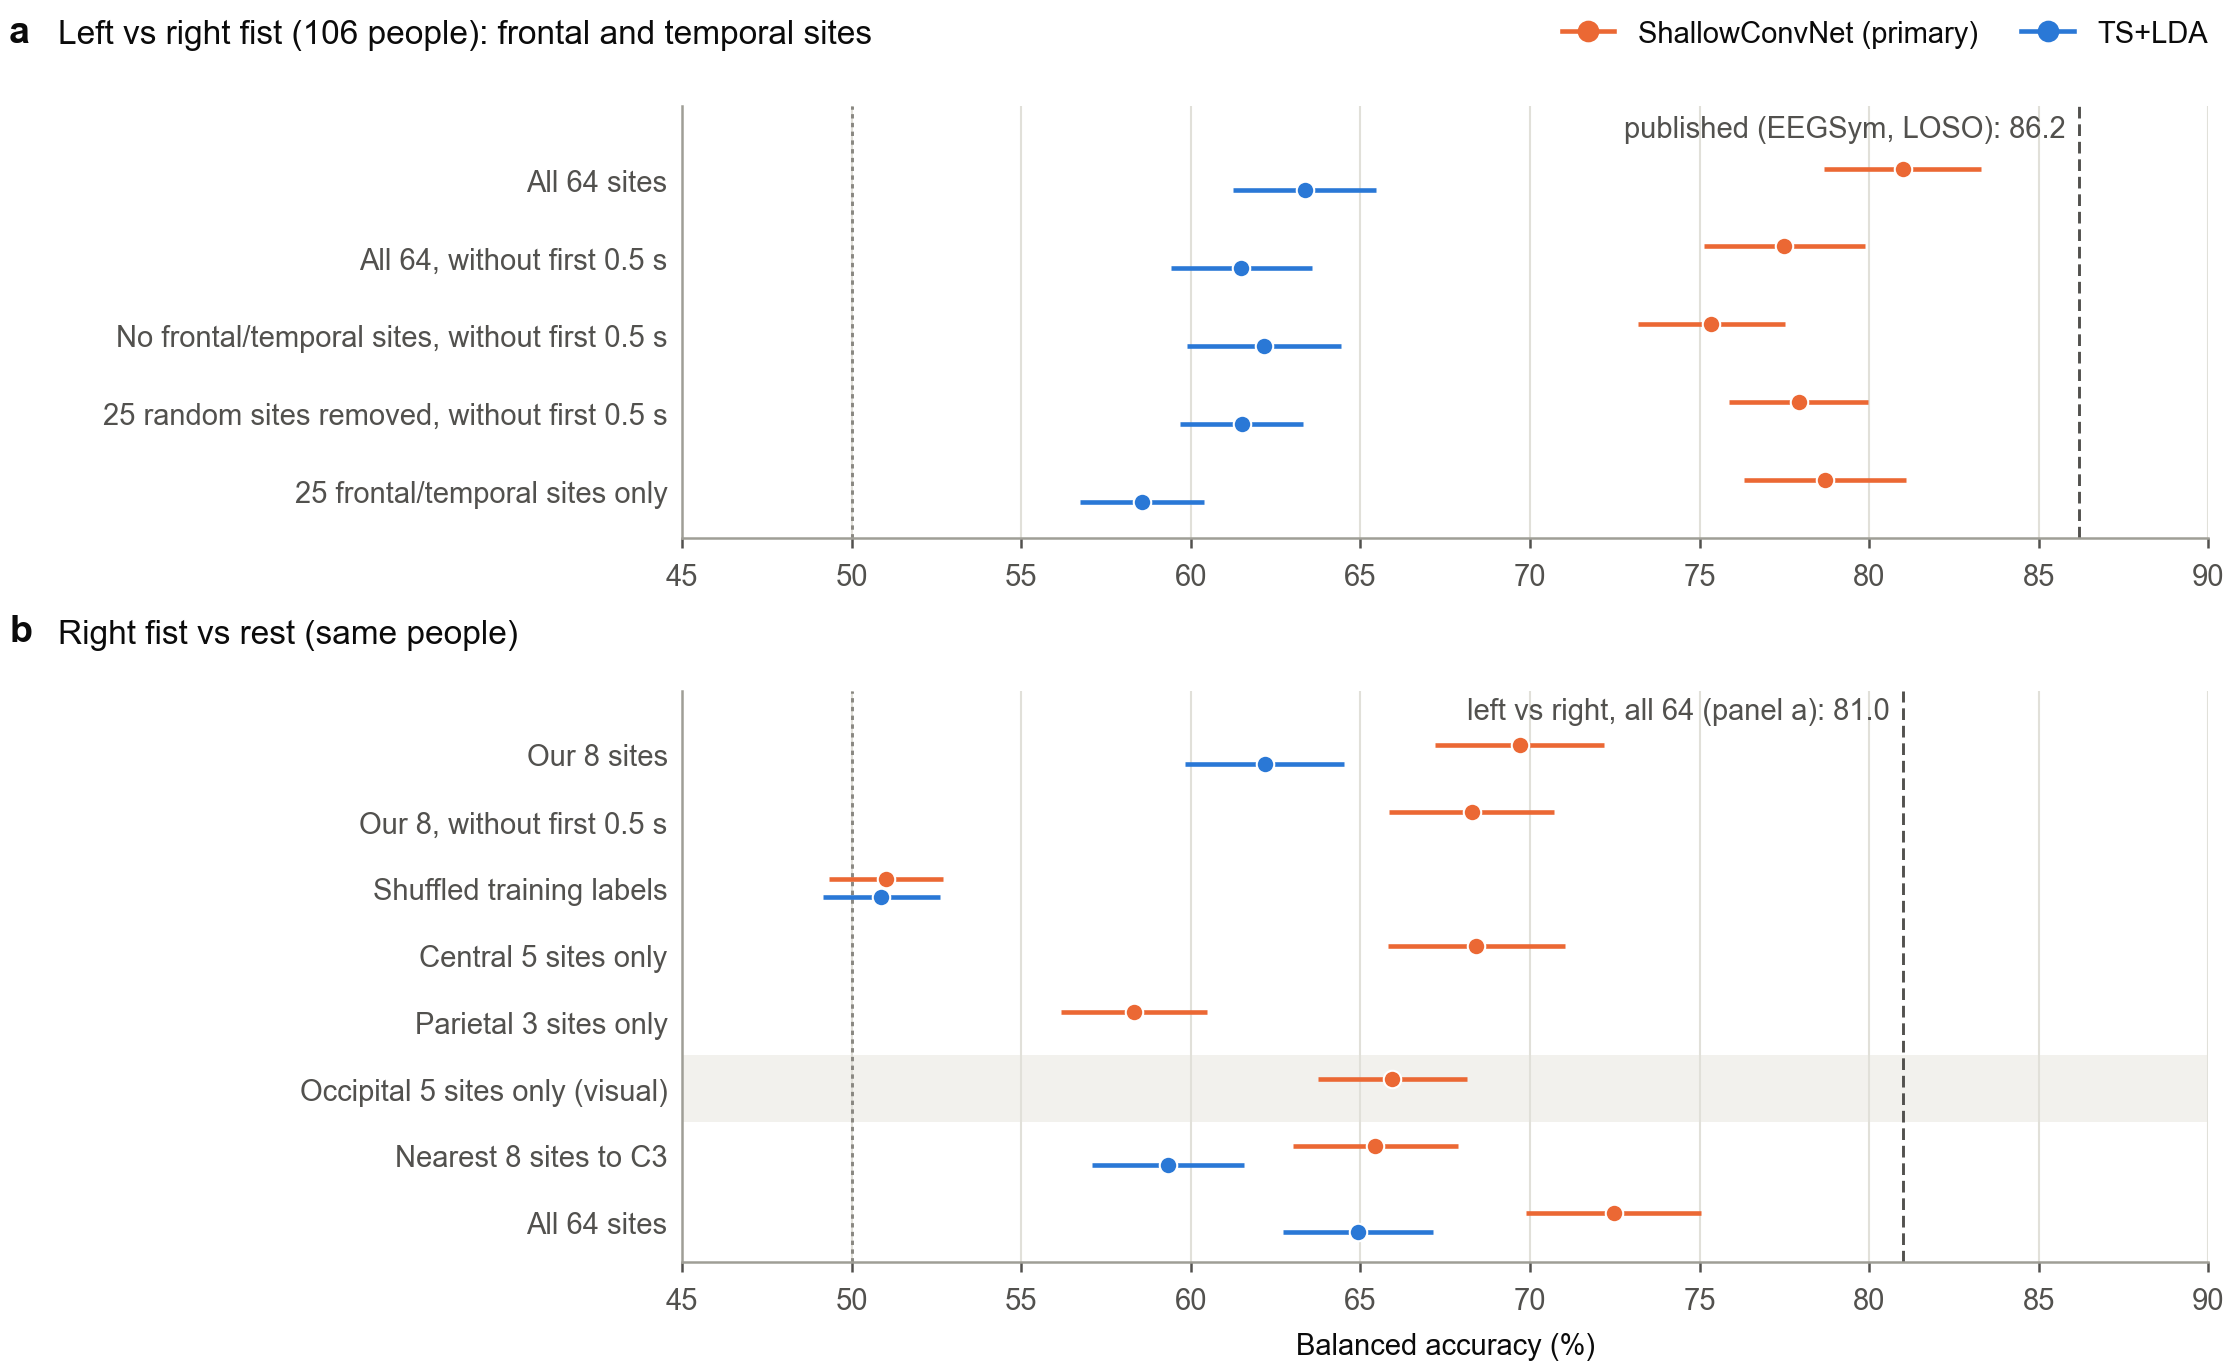 a Left vs right fist (106 people): frontal and temporal sites
ShallowConvNet (primary) TS+LDA
published (EEGSym, LOSO): 86.2
All 64 sites
All 64, without first 0.5 s
No frontal/temporal sites, without first 0.5 s
25 random sites removed, without first 0.5 s
25 frontal/temporal sites only
45 50 55 60 65 70 75 80 85 90
b Right fist vs rest (same people)
left vs right, all 64 (panel a): 81.0
Our 8 sites
Our 8, without first 0.5 s
Shuffled training labels
Central 5 sites only
Parietal 3 sites only
Occipital 5 sites only (visual)
Nearest 8 sites to C3
All 64 sites
45 50 55 60 65 70 75 80 85 90
Balanced accuracy (%)